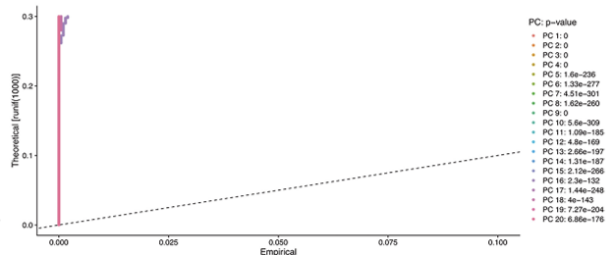 PC: p−value
0.3
PC 1: 0
PC 2: 0
PC 3: 0
PC 4: 0
PC 5: 1.6e−236
PC 6: 1.33e−277
PC 7: 4.51e−301
PC 8: 1.62e−260
PC 9: 0
PC 10: 5.6e−309
PC 11: 1.09e−185
PC 12: 4.8e−169
PC 13: 2.66e−197
PC 14: 1.31e−187
PC 15: 2.12e−266
PC 16: 2.3e−132
PC 17: 1.44e−248
PC 18: 4e−143
PC 19: 7.27e−204
PC 20: 6.86e−176
0.2
Theoretical [runif(1000)]
0.1
0.0
0.000 0.025 0.050 0.075 0.100
Empirical